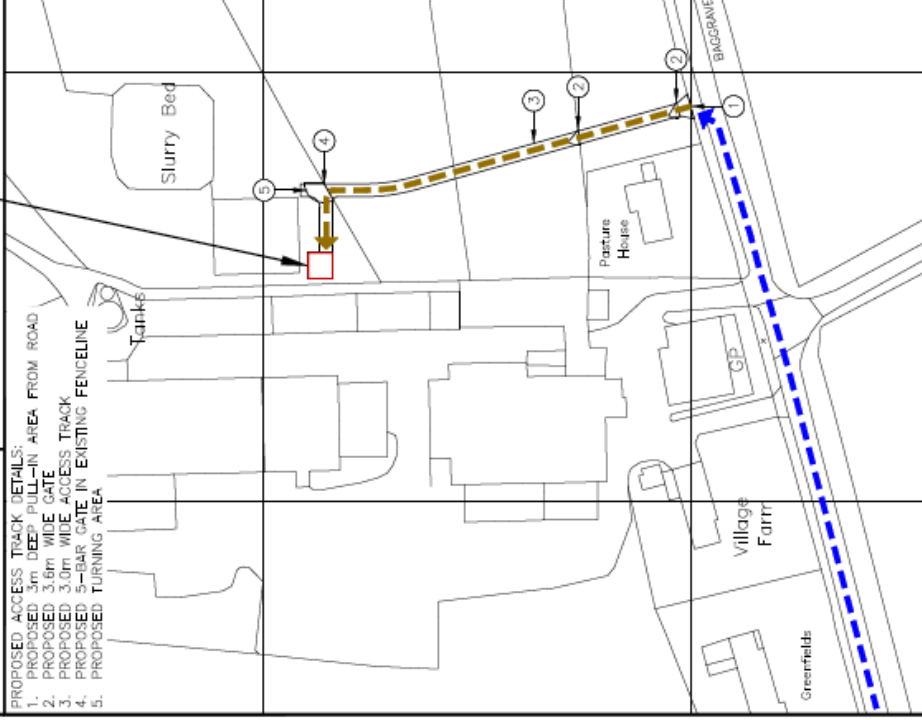 PROPOSED ACCESS TRACK DETAILS:
1. PROPOSED 3m DEEP PULL-IN AREA FROM ROAD
2. PROPOSED 3.6m WIDE GATE
3. PROPOSED 3.0m WIDE ACCESS TRACK
4. PROPOSED 5-BAR GATE IN EXISTING FENCELINE
5. PROPOSED TURNING AREA
Tanks
Slurry Bed
5
4
3
2
2
1
BAGGRAVE
Pasture
House
GP
Village
Farm
Greenfields